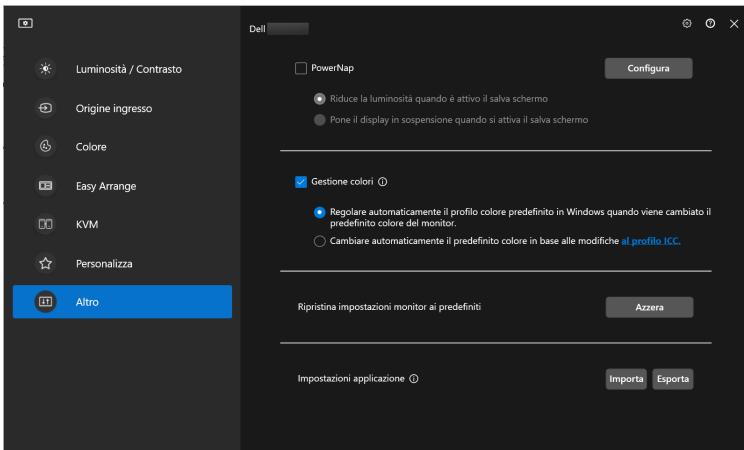 Dell
Luminosità / Contrasto
Origine ingresso
Colore
Easy Arrange
KVM
Personalizza
Altro
PowerNap
Configura
Riduce la luminosità quando è attivo il salva schermo
Pone il display in sospensione quando si attiva il salva schermo
Gestione colori
Regolare automaticamente il profilo colore predefinito in Windows quando viene cambiato il
predefinito colore del monitor.
Cambiare automaticamente il predefinito colore in base alle modifiche al profilo ICC.
Ripristina impostazioni monitor ai predefiniti
Azzera
Impostazioni applicazione
Importa
Esporta